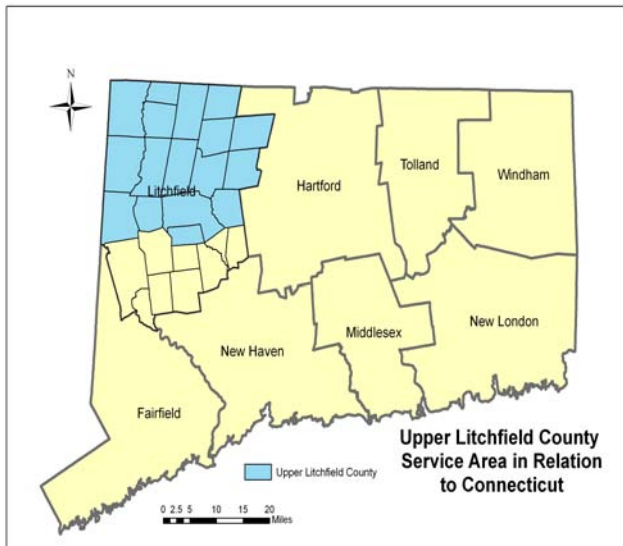 N
Litchfield
Hartford
Tolland
Windham
New Haven
Middlesex
New London
Fairfield
Upper Litchfield County
Service Area in Relation
to Connecticut
Upper Litchfield County
0 2.5 5 10 15 20
Miles